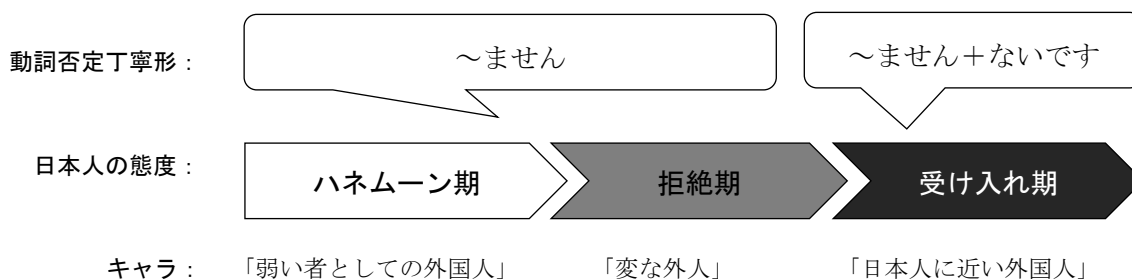 動詞否定丁寧形： ～ません ～ません＋ないです
日本人の態度： ハネムーン期 拒絶期 受け入れ期
キャラ： 「弱い者としての外国人」 「変な外人」 「日本人に近い外国人」